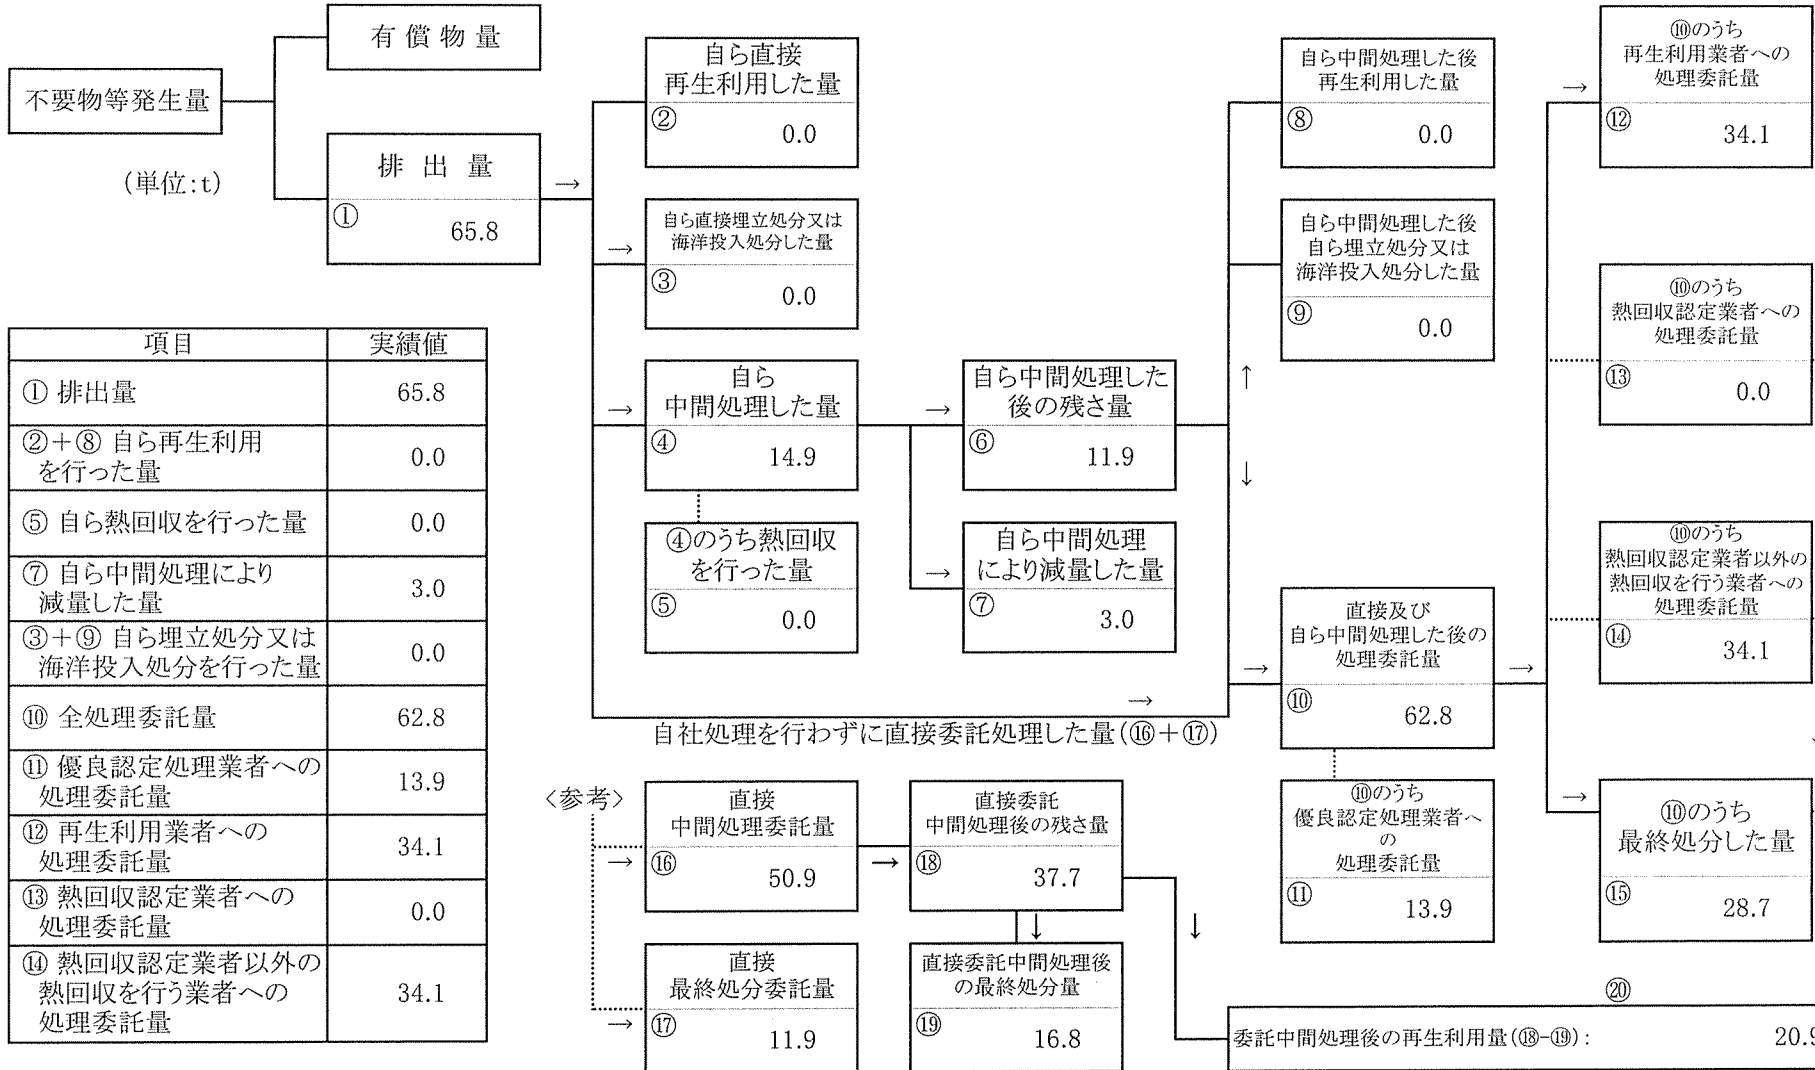 有償物量
不要物等発生量
(単位:t)
排出量
①
65.8
→
自ら直接
再生利用した量
②
0.0
→
自ら直接埋立処分又は
海洋投入処分した量
③
0.0
→
自ら
中間処理した量
④
14.9
④のうち熱回収
を行った量
⑤
0.0
→
自ら中間処理した
後の残さ量
⑥
11.9
→
自ら中間処理
により減量した量
⑦
3.0
自ら中間処理した後
再生利用した量
⑧
0.0
自ら中間処理した後
自ら埋立処分又は
海洋投入処分した量
⑨
0.0
↑
↓
→
自社処理を行わずに直接委託処理した量(⑯+⑰)
→
直接及び
自ら中間処理した後の
処理委託量
⑩
62.8
→
⑩のうち
優良認定処理業者へ
の
処理委託量
⑪
13.9
→
⑩のうち
再生利用業者への
処理委託量
⑫
34.1
⑩のうち
熱回収認定業者への
処理委託量
⑬
0.0
⑩のうち
熱回収認定業者以外の
熱回収を行う業者への
処理委託量
⑭
34.1
→
⑩のうち
最終処分した量
⑮
28.7
項目 実績値
① 排出量 65.8
②+⑧ 自ら再生利用
を行った量 0.0
⑤ 自ら熱回収を行った量 0.0
⑦ 自ら中間処理により
減量した量 3.0
③+⑨ 自ら埋立処分又は
海洋投入処分を行った量 0.0
⑩ 全処理委託量 62.8
⑪ 優良認定処理業者への
処理委託量 13.9
⑫ 再生利用業者への
処理委託量 34.1
⑬ 熱回収認定業者への
処理委託量 0.0
⑭ 熱回収認定業者以外の
熱回収を行う業者への
処理委託量 34.1
〈参考〉
→
直接
中間処理委託量
⑯
50.9
→
直接
最終処分委託量
⑰
11.9
→
直接委託
中間処理後の残さ量
⑱
37.7
↓
直接委託中間処理後
の最終処分量
⑲
16.8
↓
⑳
委託中間処理後の再生利用量(⑱-⑲): 20.9